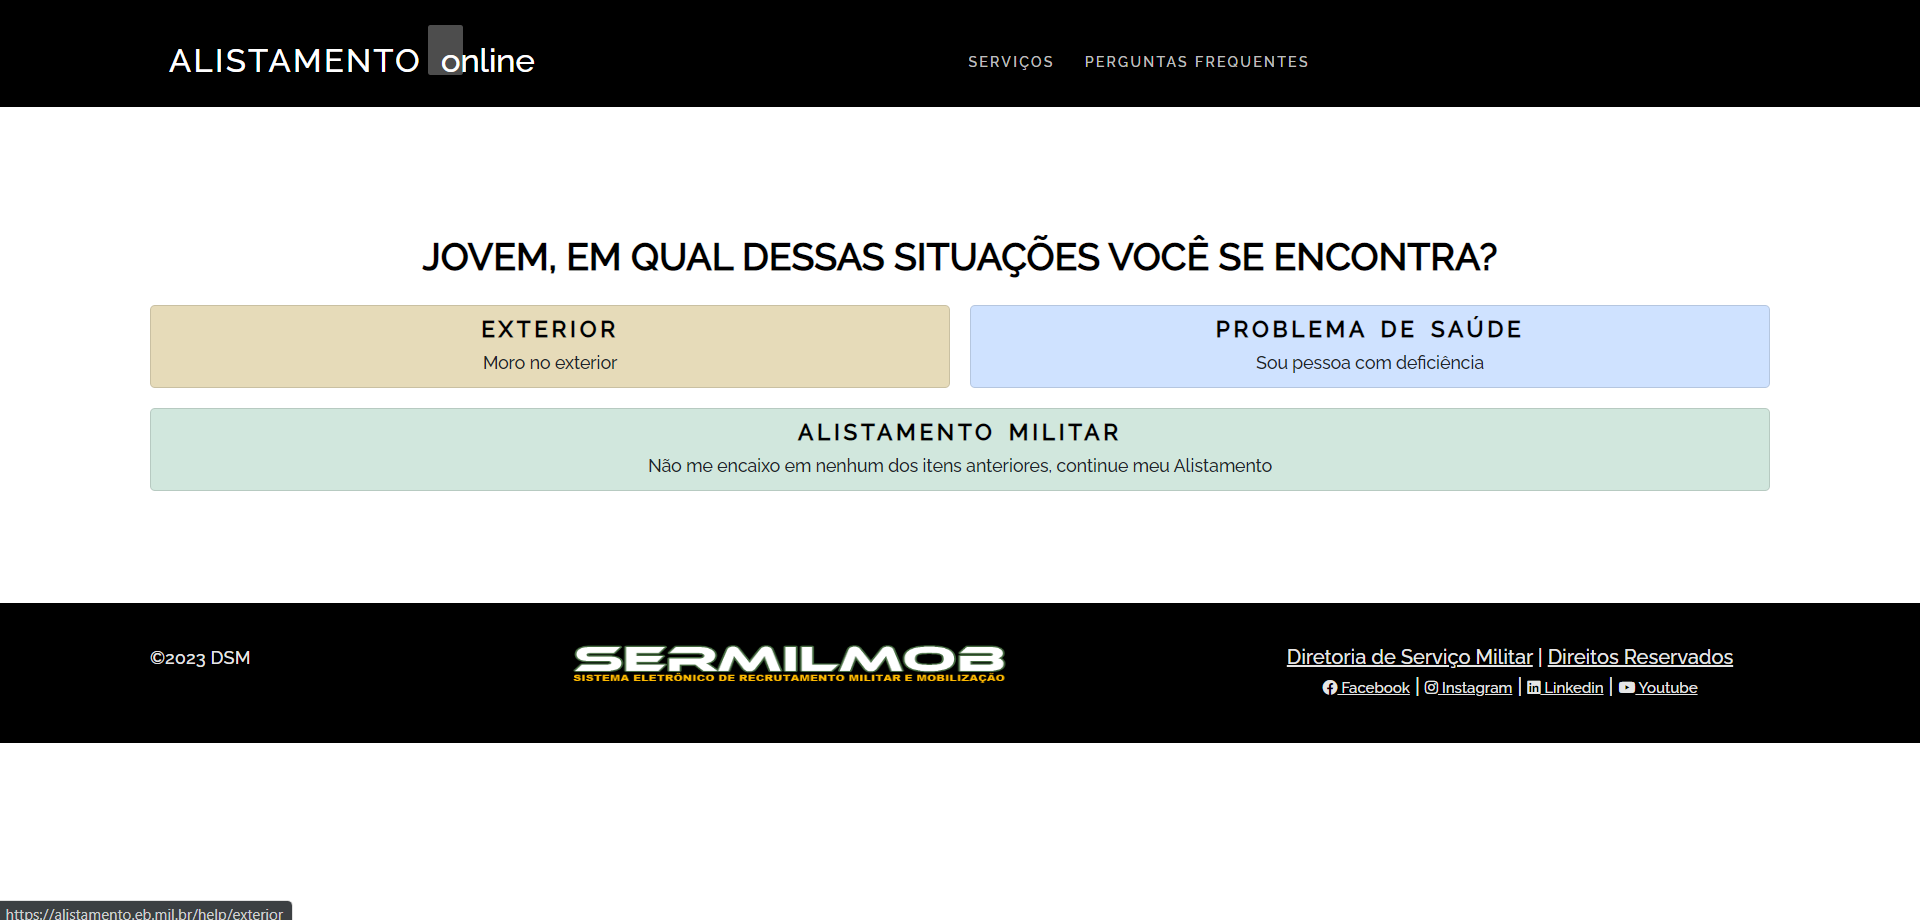 ALISTAMENTO online
SERVIÇOS
PERGUNTAS FREQUENTES
JOVEM, EM QUAL DESSAS SITUAÇÕES VOCÊ SE ENCONTRA?
EXTERIOR
Moro no exterior
PROBLEMA DE SAÚDE
Sou pessoa com deficiência
ALISTAMENTO MILITAR
Não me encaixo em nenhum dos itens anteriores, continue meu Alistamento
©2023 DSM
SERMILMOB
SISTEMA ELETRÔNICO DE RECRUTAMENTO MILITAR E MOBILIZAÇÃO
Diretoria de Serviço Militar | Direitos Reservados
Facebook | Instagram | Linkedin | Youtube
https://alistamento.eb.mil.br/help/exterior